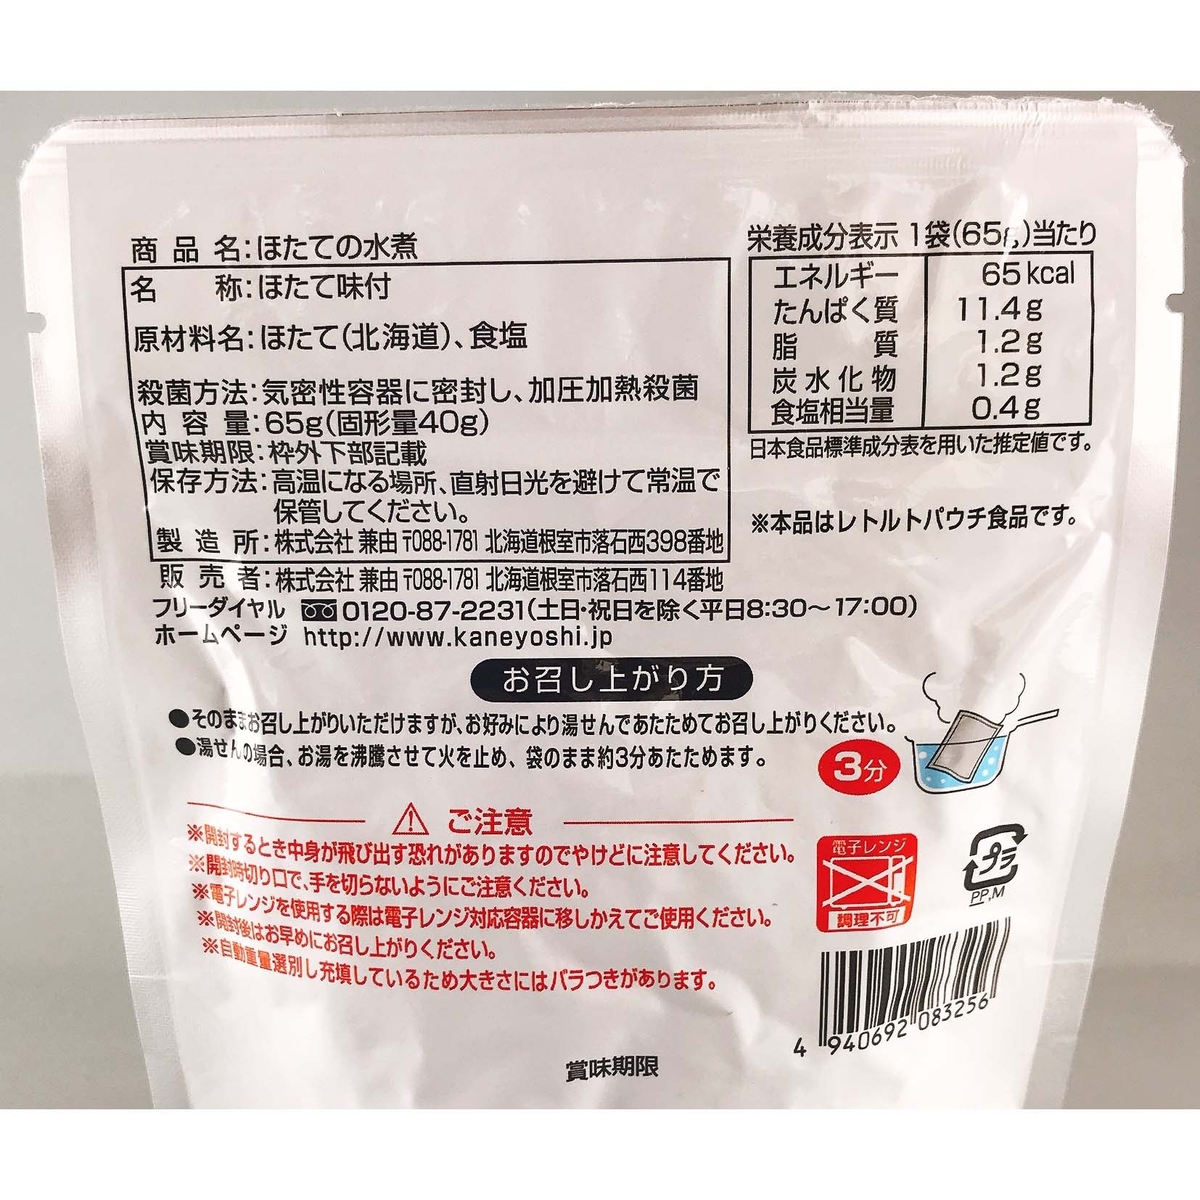 商品名:ほたての水煮
名称:ほたて味付
原材料名:ほたて(北海道)、食塩
殺菌方法:気密性容器に密封し、加圧加熱殺菌
内容量:65g(固形量40g)
賞味期限:枠外下部記載
保存方法:高温になる場所、直射日光を避けて常温で
保管してください。
製造所:株式会社 兼由 〒088-1781 北海道根室市落石西398番地
販売者:株式会社 兼由 〒088-1781 北海道根室市落石西114番地
フリーダイヤル 0120-87-2231(土日・祝日を除く平日8:30〜17:00)
ホームページ http://www.kaneyoshi.jp
栄養成分表示 1袋(65g)当たり
エネルギー 65kcal
たんぱく質 11.4g
脂質 1.2g
炭水化物 1.2g
食塩相当量 0.4g
日本食品標準成分表を用いた推定値です。
※本品はレトルトパウチ食品です。
お召し上がり方
●そのままお召し上がりいただけますが、お好みにより湯せんであたためてお召し上がりください。
●湯せんの場合、お湯を沸騰させて火を止め、袋のまま約3分あたためます。
3分
⚠ ご注意
※開封するとき中身が飛び出す恐れがありますのでやけどに注意してください。
※開封時切り口で、手を切らないようにご注意ください。
※電子レンジを使用する際は電子レンジ対応容器に移しかえてご使用ください。
※開封後はお早めにお召し上がりください。
※自動重量選別し充填しているため大きさにはバラつきがあります。
電子レンジ
調理不可
プラ
PP,M
4 940692 083256
賞味期限